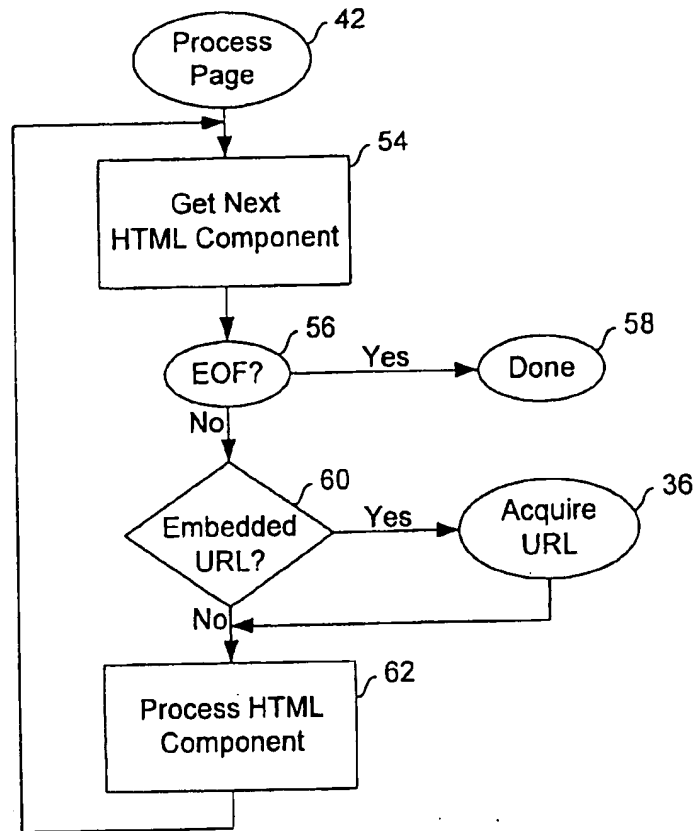 Process
Page
42
54
Get Next
HTML Component
56
EOF?
Yes
58
Done
No
60
Embedded
URL?
Yes
36
Acquire
URL
No
62
Process HTML
Component